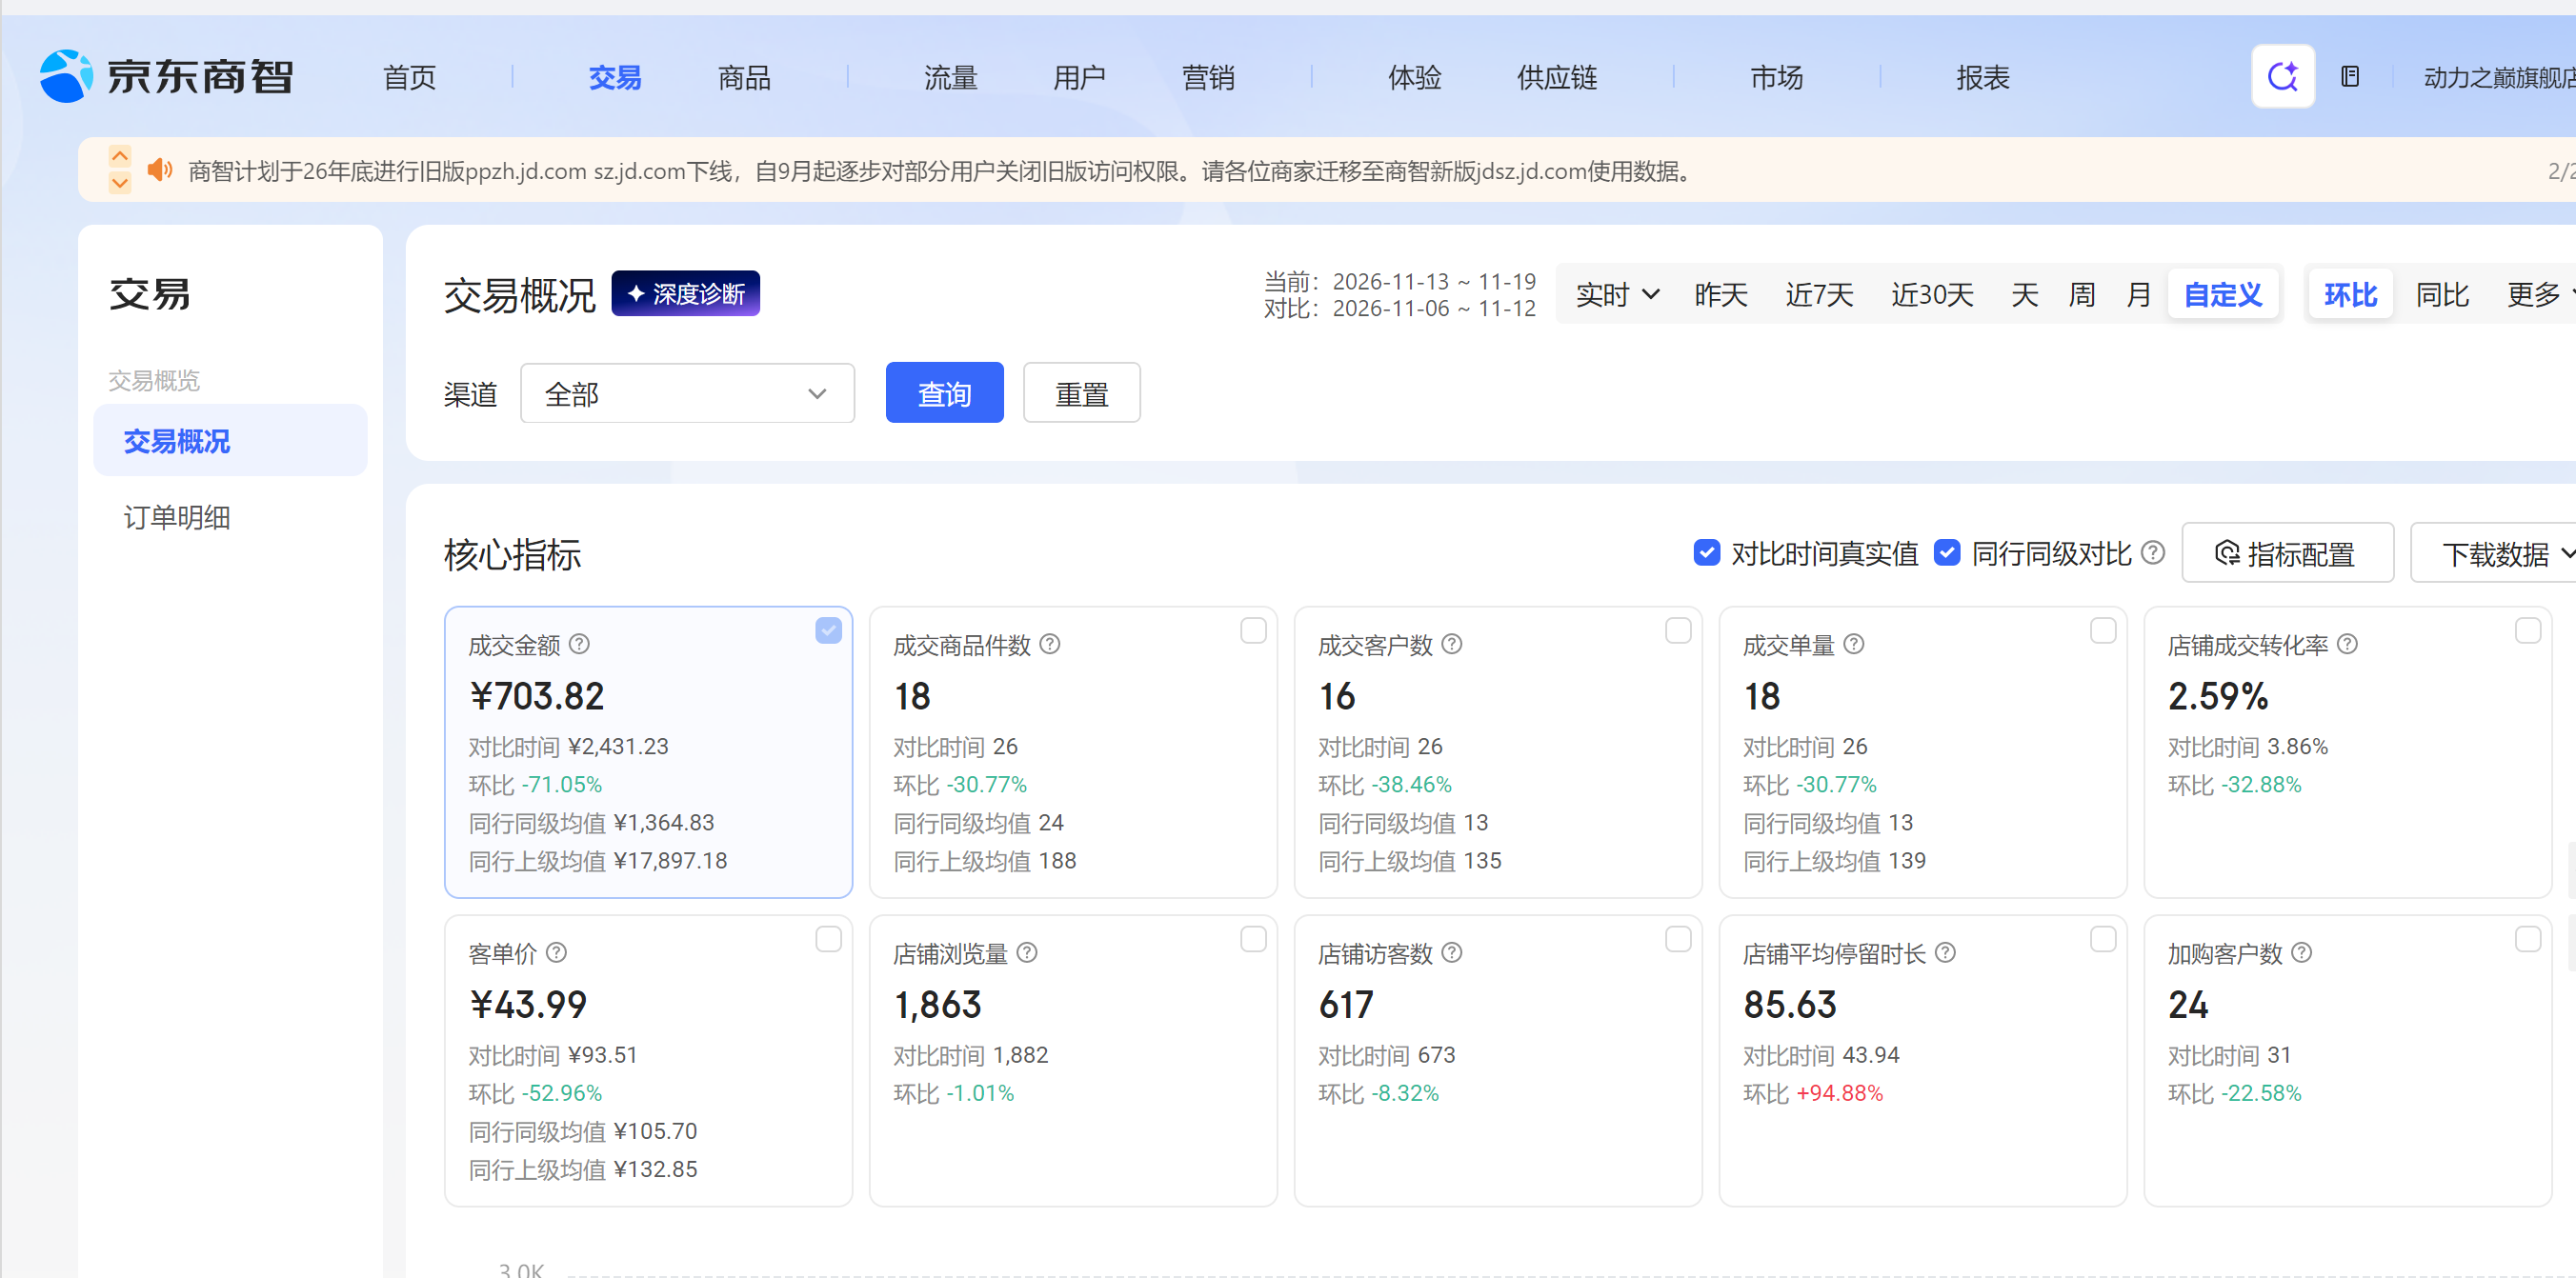 京东商智
首页 交易 商品 流量 用户 营销 体验 供应链 市场 报表 动力之巅旗舰店
商智计划于26年底进行旧版ppzh.jd.com sz.jd.com下线，自9月起逐步对部分用户关闭旧版访问权限。请各位商家迁移至商智新版jdsz.jd.com使用数据。
交易
交易概览
交易概况
订单明细
交易概况 深度诊断
当前：2026-11-13 ~ 11-19
对比：2026-11-06 ~ 11-12
实时 昨天 近7天 近30天 天 周 月 自定义 环比 同比 更多
渠道 全部 查询 重置
核心指标
对比时间真实值 同行同级对比 指标配置 下载数据
成交金额
¥703.82
对比时间 ¥2,431.23
环比 -71.05%
同行同级均值 ¥1,364.83
同行上级均值 ¥17,897.18
成交商品件数
18
对比时间 26
环比 -30.77%
同行同级均值 24
同行上级均值 188
成交客户数
16
对比时间 26
环比 -38.46%
同行同级均值 13
同行上级均值 135
成交单量
18
对比时间 26
环比 -30.77%
同行同级均值 13
同行上级均值 139
店铺成交转化率
2.59%
对比时间 3.86%
环比 -32.88%
客单价
¥43.99
对比时间 ¥93.51
环比 -52.96%
同行同级均值 ¥105.70
同行上级均值 ¥132.85
店铺浏览量
1,863
对比时间 1,882
环比 -1.01%
店铺访客数
617
对比时间 673
环比 -8.32%
店铺平均停留时长
85.63
对比时间 43.94
环比 +94.88%
加购客户数
24
对比时间 31
环比 -22.58%
3.0K